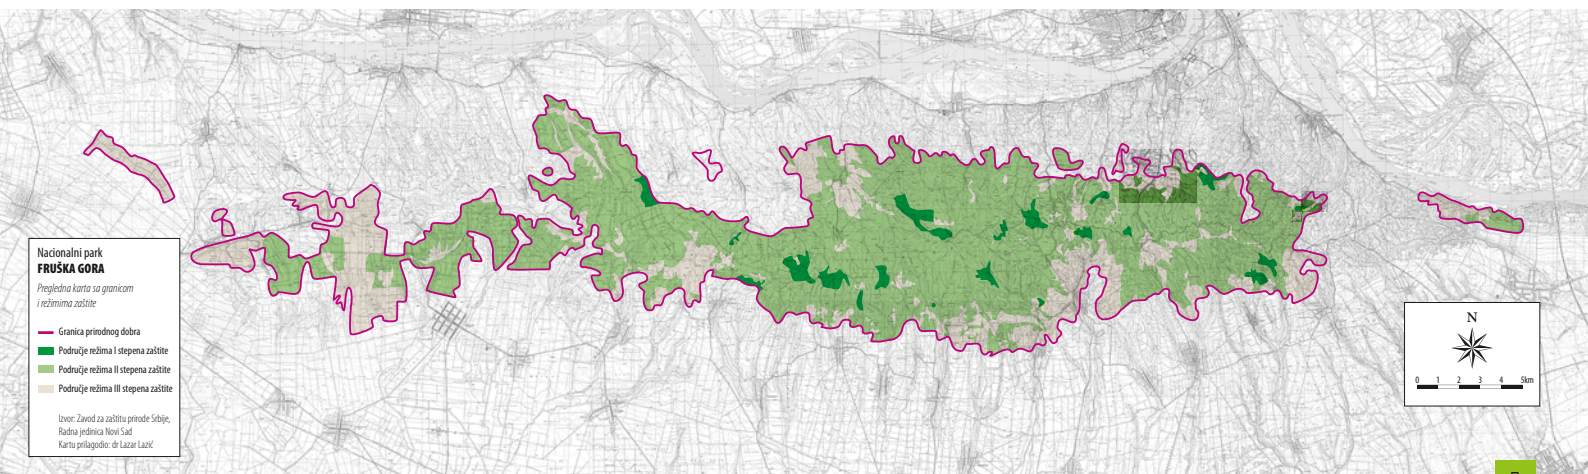 Nacionalni park
FRUŠKA GORA
Pregledna karta sa granicom
i režimima zaštite
Granica prirodnog dobra
Područje režima I stepena zaštite
Područje režima II stepena zaštite
Područje režima III stepena zaštite
Izvor: Zavod za zaštitu prirode Srbije,
Radna jedinica Novi Sad
Kartu prilagodio: dr Lazar Lazić
N
0 1 2 3 4 5km